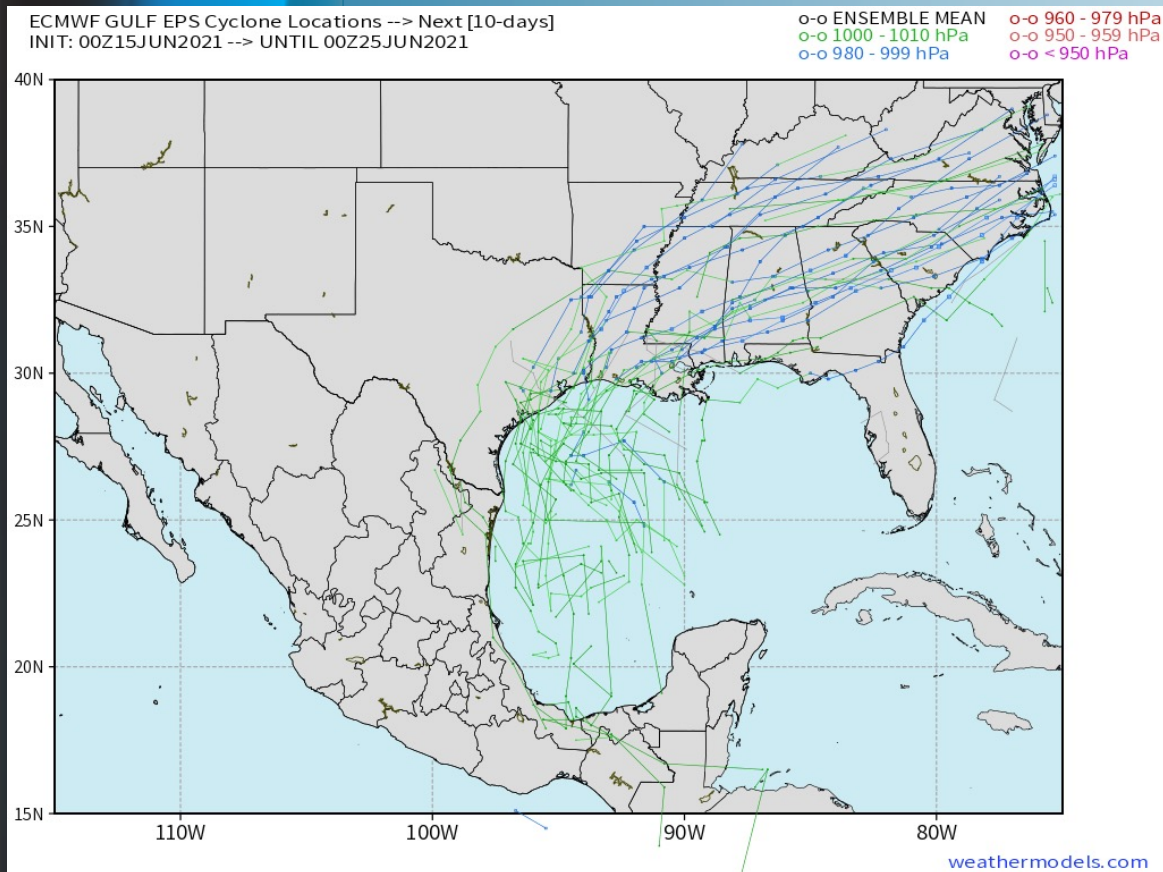 ECMWF GULF EPS Cyclone Locations --> Next [10-days]
INIT: 00Z15JUN2021 --> UNTIL 00Z25JUN2021
o-o ENSEMBLE MEAN
o-o 1000 - 1010 hPa
o-o 980 - 999 hPa
o-o 960 - 979 hPa
o-o 950 - 959 hPa
o-o < 950 hPa
40N
35N
30N
25N
20N
15N
110W
100W
90W
80W
weathermodels.com